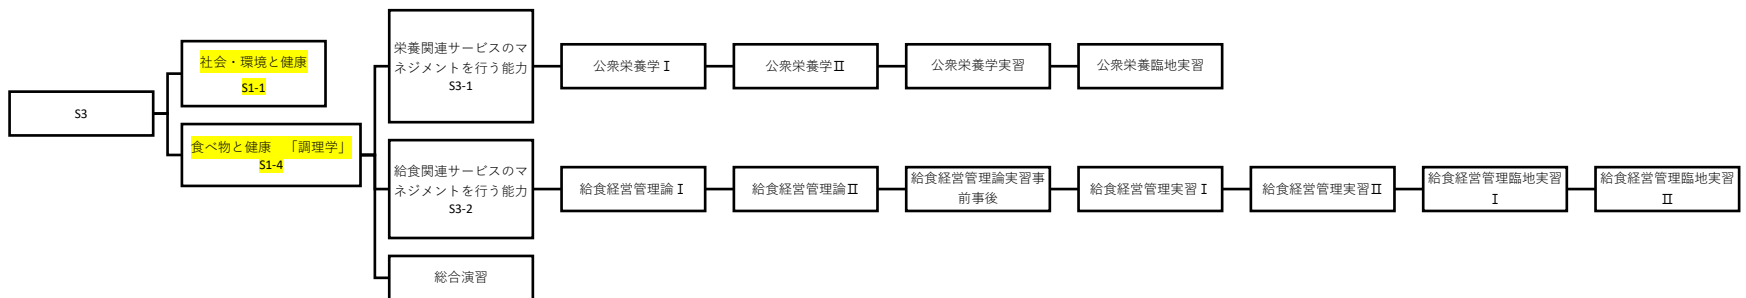 S3
社会・環境と健康
S1-1
食べ物と健康　「調理学」
S1-4
栄養関連サービスのマ
ネジメントを行う能力
S3-1
公衆栄養学Ⅰ
公衆栄養学Ⅱ
公衆栄養学実習
公衆栄養臨地実習
給食関連サービスのマ
ネジメントを行う能力
S3-2
給食経営管理論Ⅰ
給食経営管理論Ⅱ
給食経営管理論実習事
前事後
給食経営管理実習Ⅰ
給食経営管理実習Ⅱ
給食経営管理臨地実習
Ⅰ
給食経営管理臨地実習
Ⅱ
総合演習